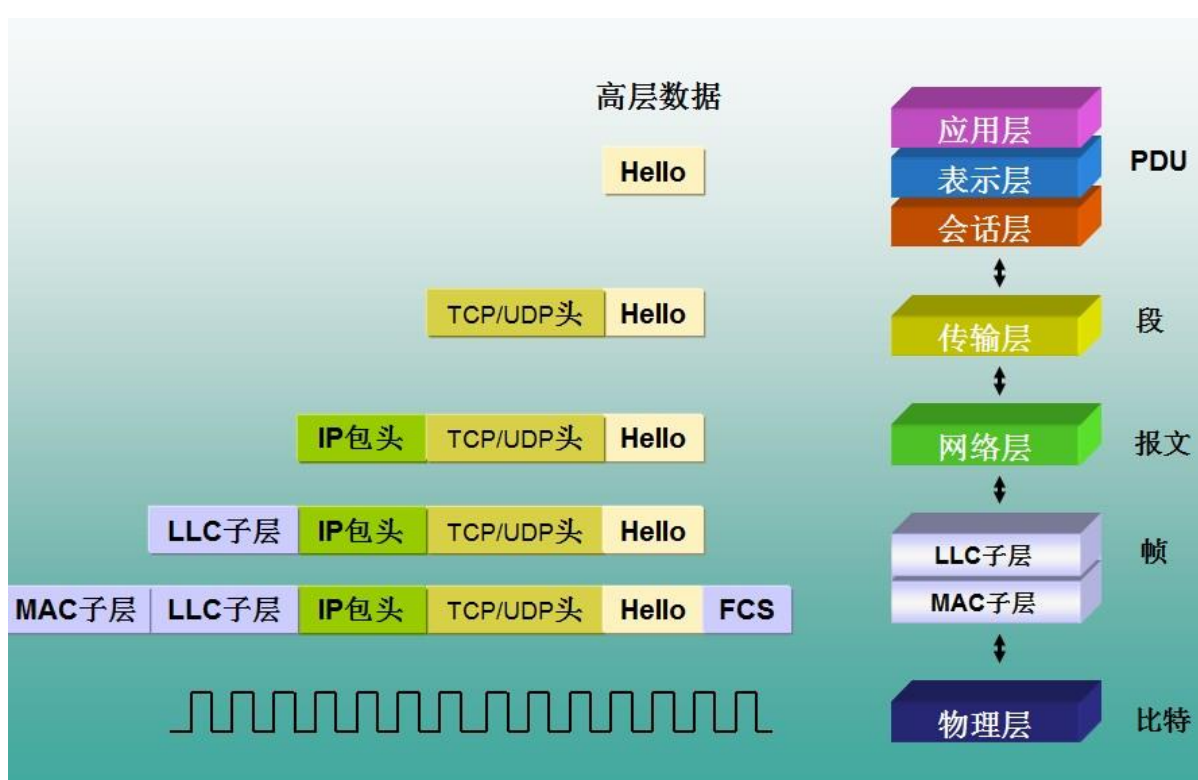 高层数据
应用层
PDU
Hello
表示层
会话层
TCP/UDP头 Hello
传输层
段
IP包头 TCP/UDP头 Hello
网络层
报文
LLC子层 IP包头 TCP/UDP头 Hello
LLC子层
帧
MAC子层 LLC子层 IP包头 TCP/UDP头 Hello FCS
MAC子层
物理层
比特